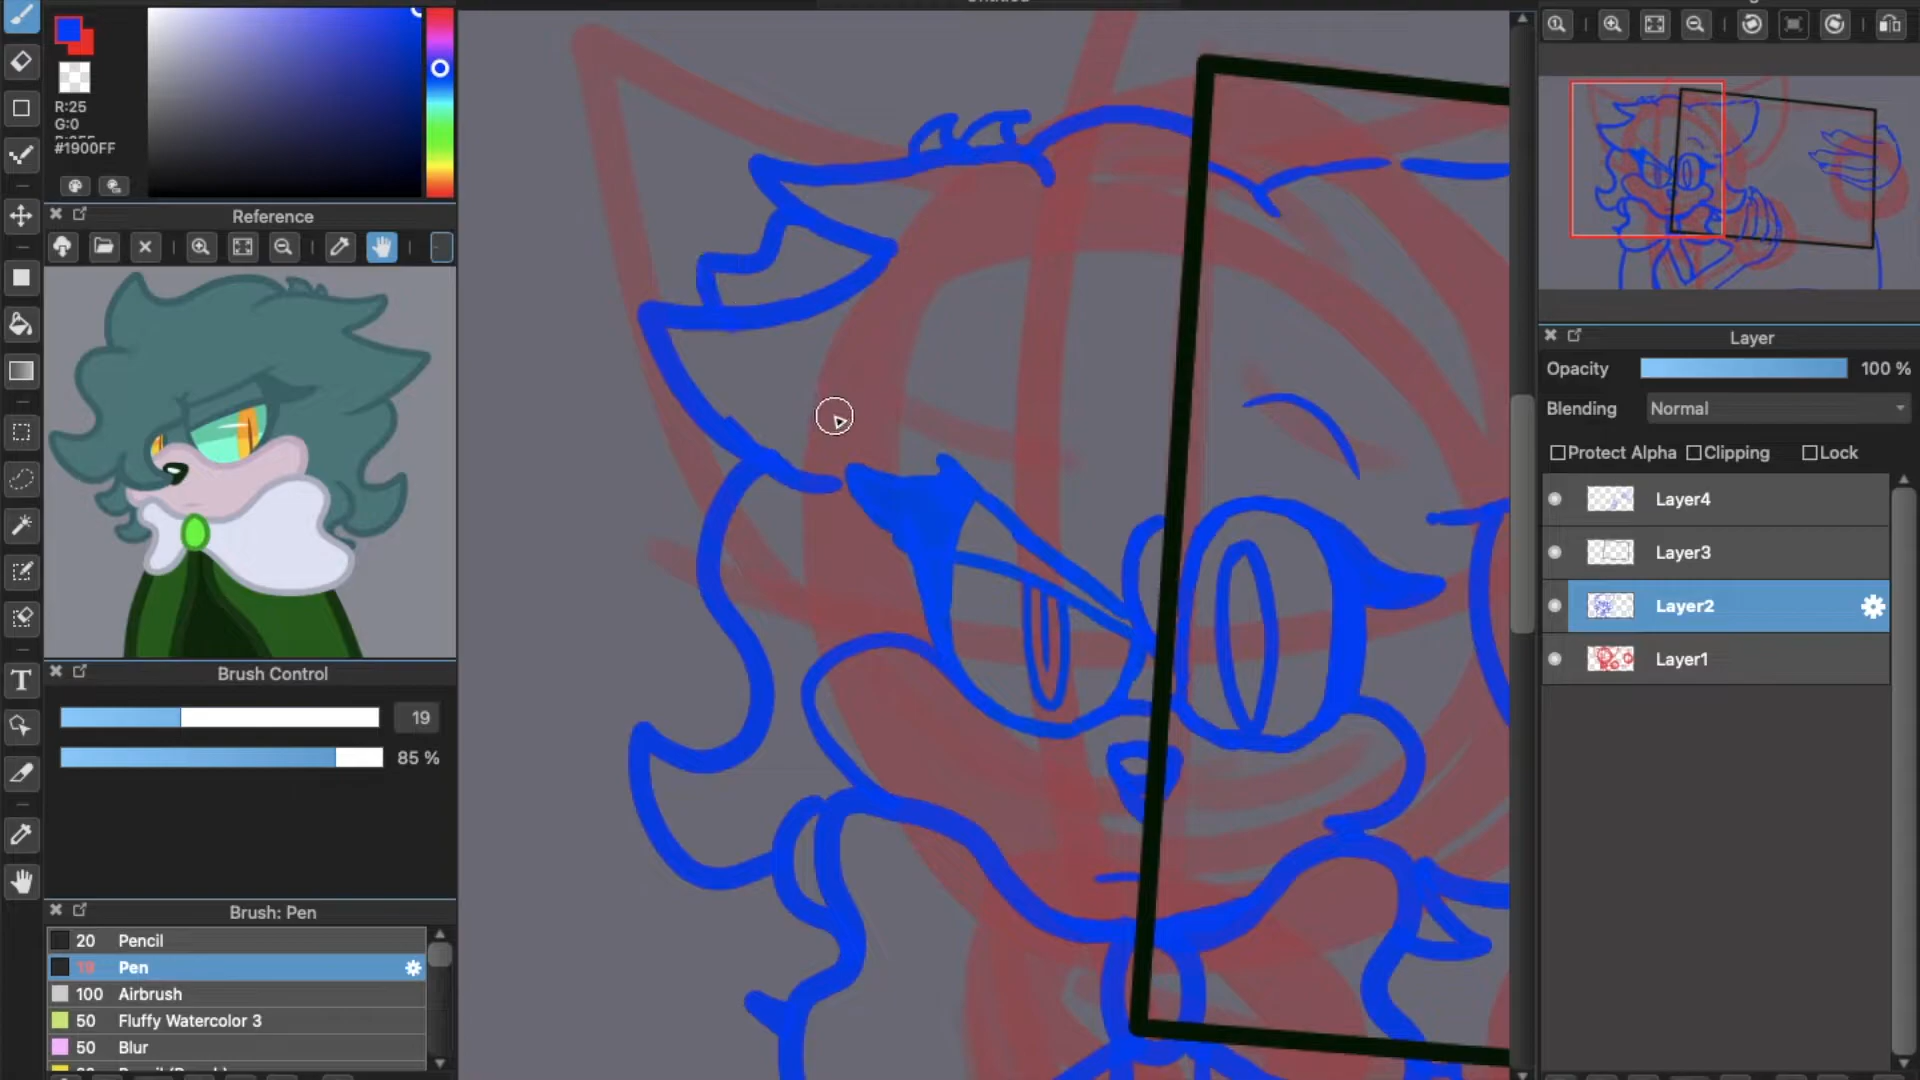 Untitled
R:25
G:0
#1900FF
Reference
Brush Control
19
85 %
Brush: Pen
20 Pencil
19 Pen
100 Airbrush
50 Fluffy Watercolor 3
50 Blur
Layer
Opacity 100 %
Blending Normal
Protect Alpha Clipping Lock
Layer4
Layer3
Layer2
Layer1
T